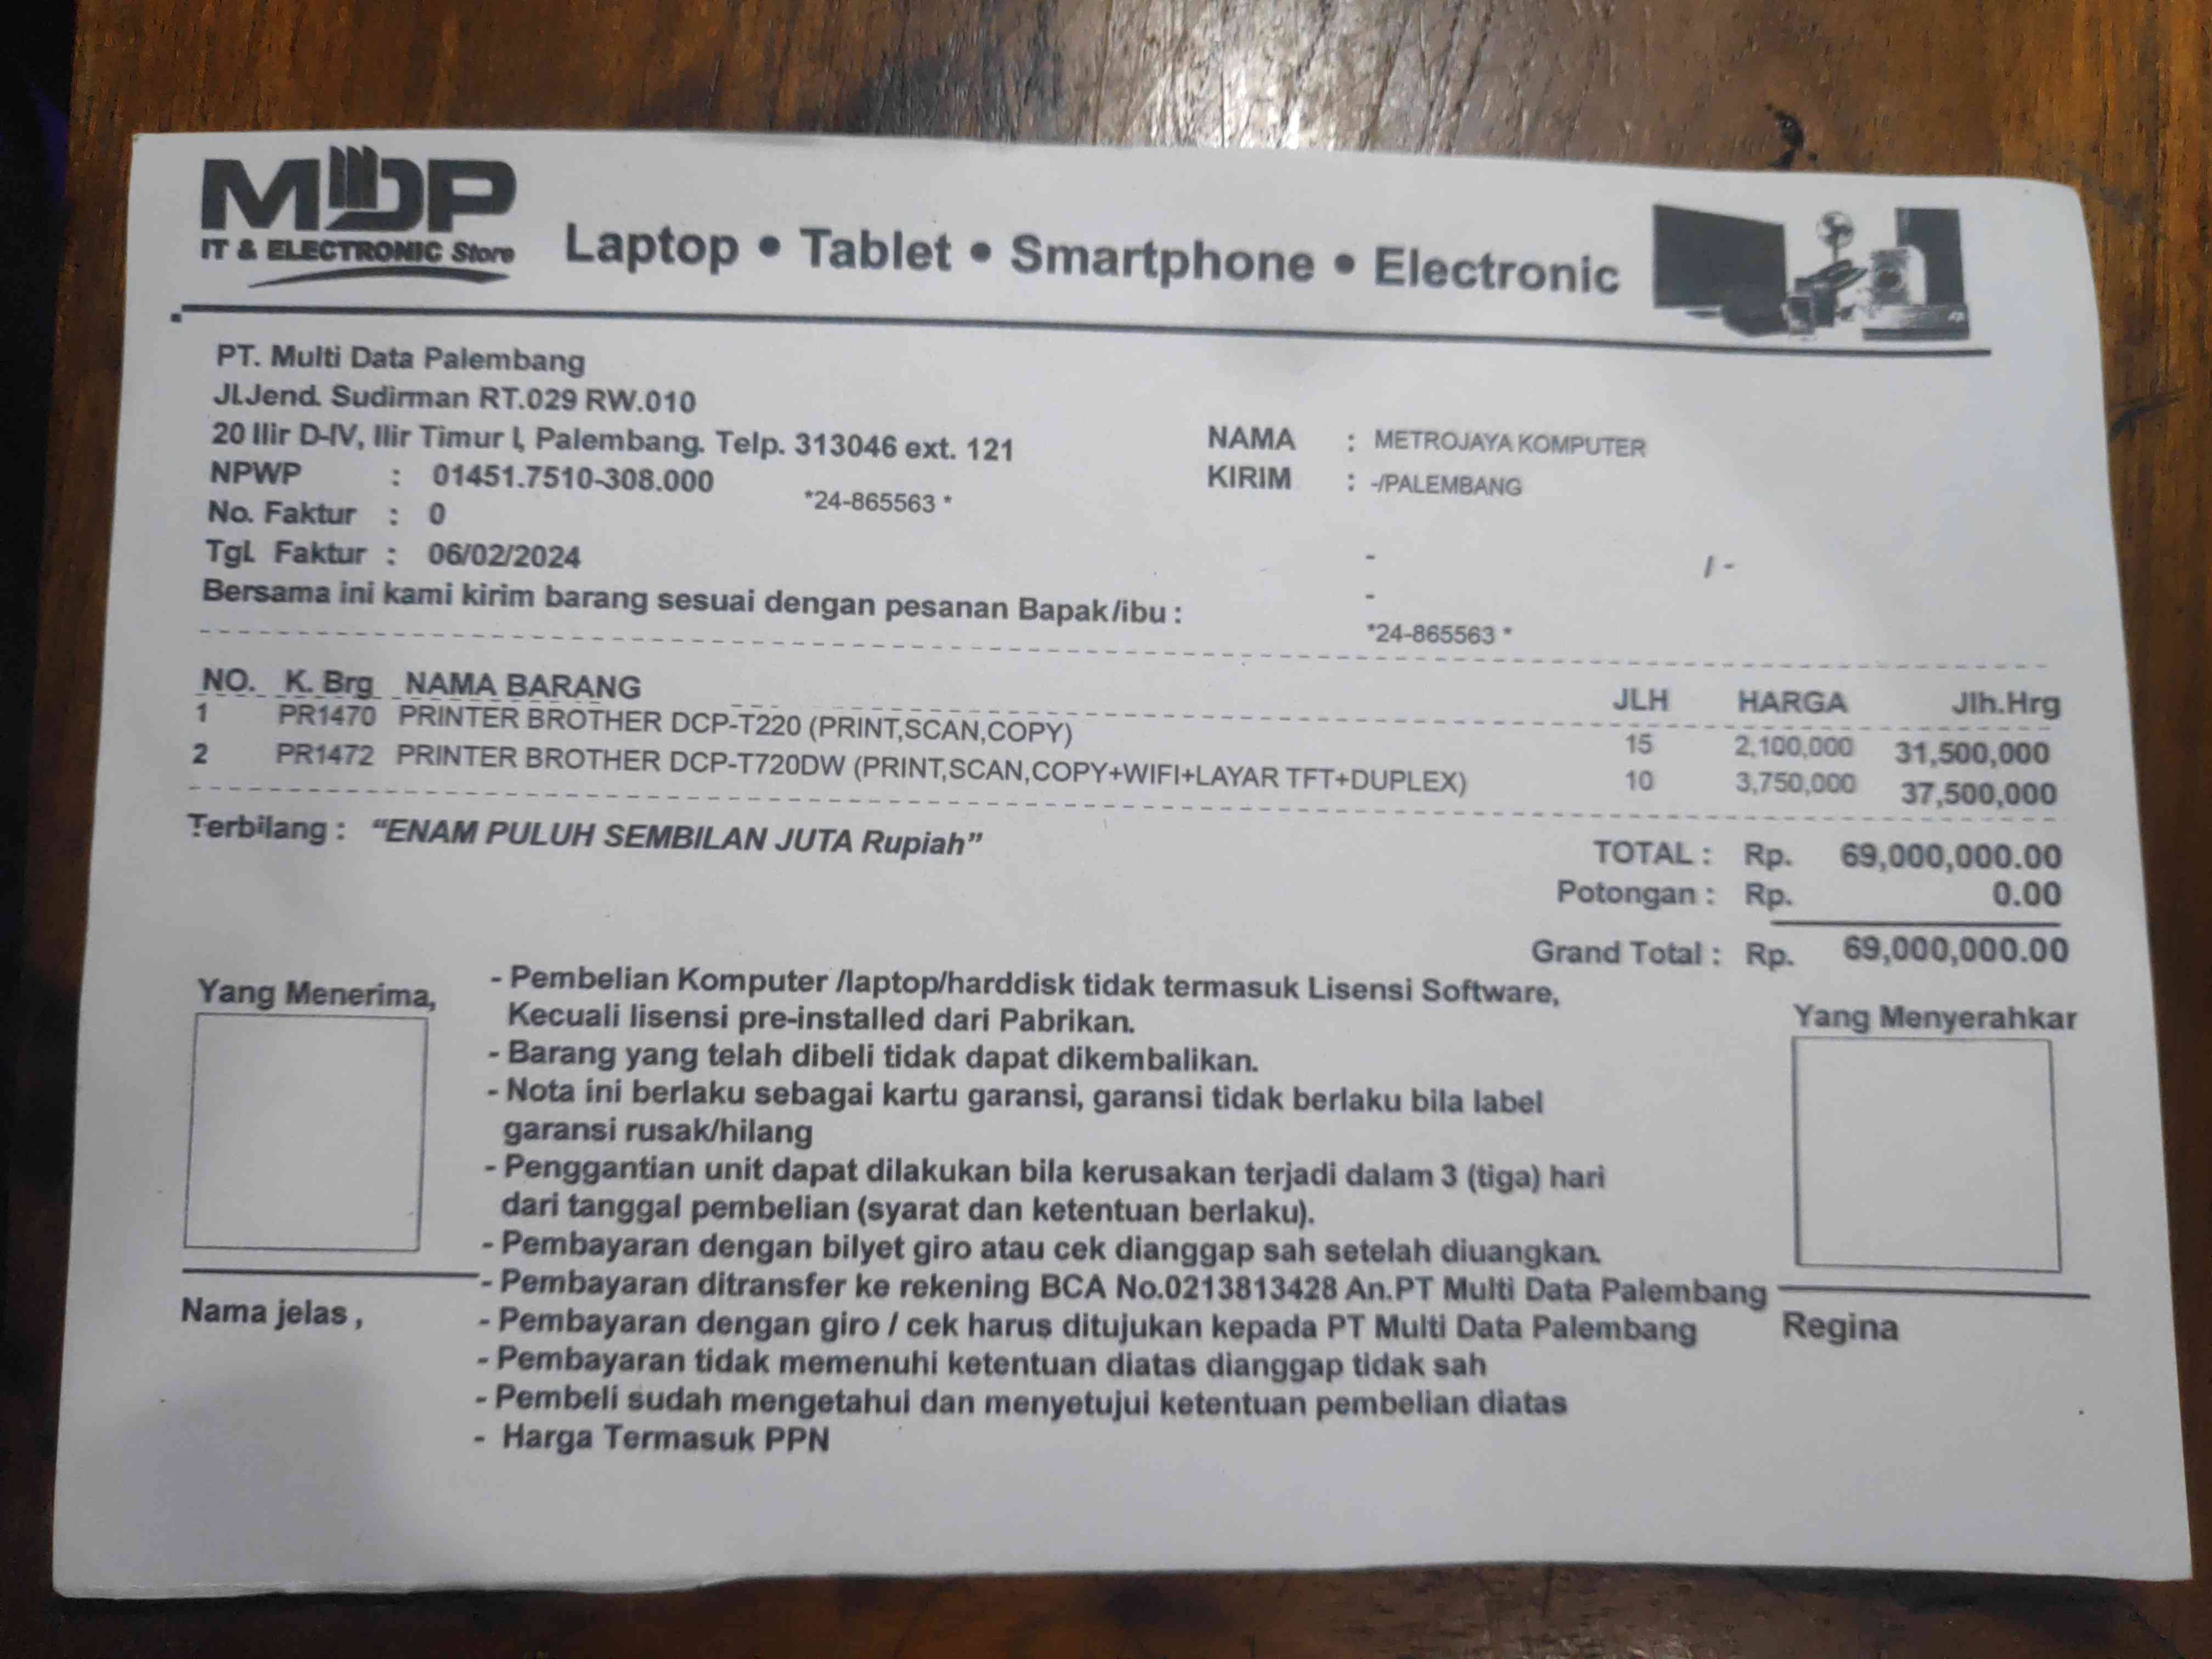 MDP
IT & ELECTRONIC Store
Laptop • Tablet • Smartphone • Electronic
PT. Multi Data Palembang
Jl.Jend. Sudirman RT.029 RW.010
20 Ilir D-IV, Ilir Timur I, Palembang. Telp. 313046 ext. 121
NPWP : 01451.7510-308.000
*24-865563 *
No. Faktur : 0
Tgl. Faktur : 06/02/2024
NAMA : METROJAYA KOMPUTER
KIRIM : -/PALEMBANG
- / -
-
Bersama ini kami kirim barang sesuai dengan pesanan Bapak/ibu :
*24-865563 *
NO. K. Brg NAMA BARANG JLH HARGA Jlh.Hrg
1 PR1470 PRINTER BROTHER DCP-T220 (PRINT,SCAN,COPY) 15 2,100,000 31,500,000
2 PR1472 PRINTER BROTHER DCP-T720DW (PRINT,SCAN,COPY+WIFI+LAYAR TFT+DUPLEX) 10 3,750,000 37,500,000
Terbilang : “ENAM PULUH SEMBILAN JUTA Rupiah”
TOTAL : Rp. 69,000,000.00
Potongan : Rp. 0.00
Grand Total : Rp. 69,000,000.00
Yang Menerima,
- Pembelian Komputer /laptop/harddisk tidak termasuk Lisensi Software,
Kecuali lisensi pre-installed dari Pabrikan.
- Barang yang telah dibeli tidak dapat dikembalikan.
- Nota ini berlaku sebagai kartu garansi, garansi tidak berlaku bila label
garansi rusak/hilang
- Penggantian unit dapat dilakukan bila kerusakan terjadi dalam 3 (tiga) hari
dari tanggal pembelian (syarat dan ketentuan berlaku).
- Pembayaran dengan bilyet giro atau cek dianggap sah setelah diuangkan.
- Pembayaran ditransfer ke rekening BCA No.0213813428 An.PT Multi Data Palembang
- Pembayaran dengan giro / cek harus ditujukan kepada PT Multi Data Palembang
- Pembayaran tidak memenuhi ketentuan diatas dianggap tidak sah
- Pembeli sudah mengetahui dan menyetujui ketentuan pembelian diatas
- Harga Termasuk PPN
Nama jelas ,
Yang Menyerahkar
Regina